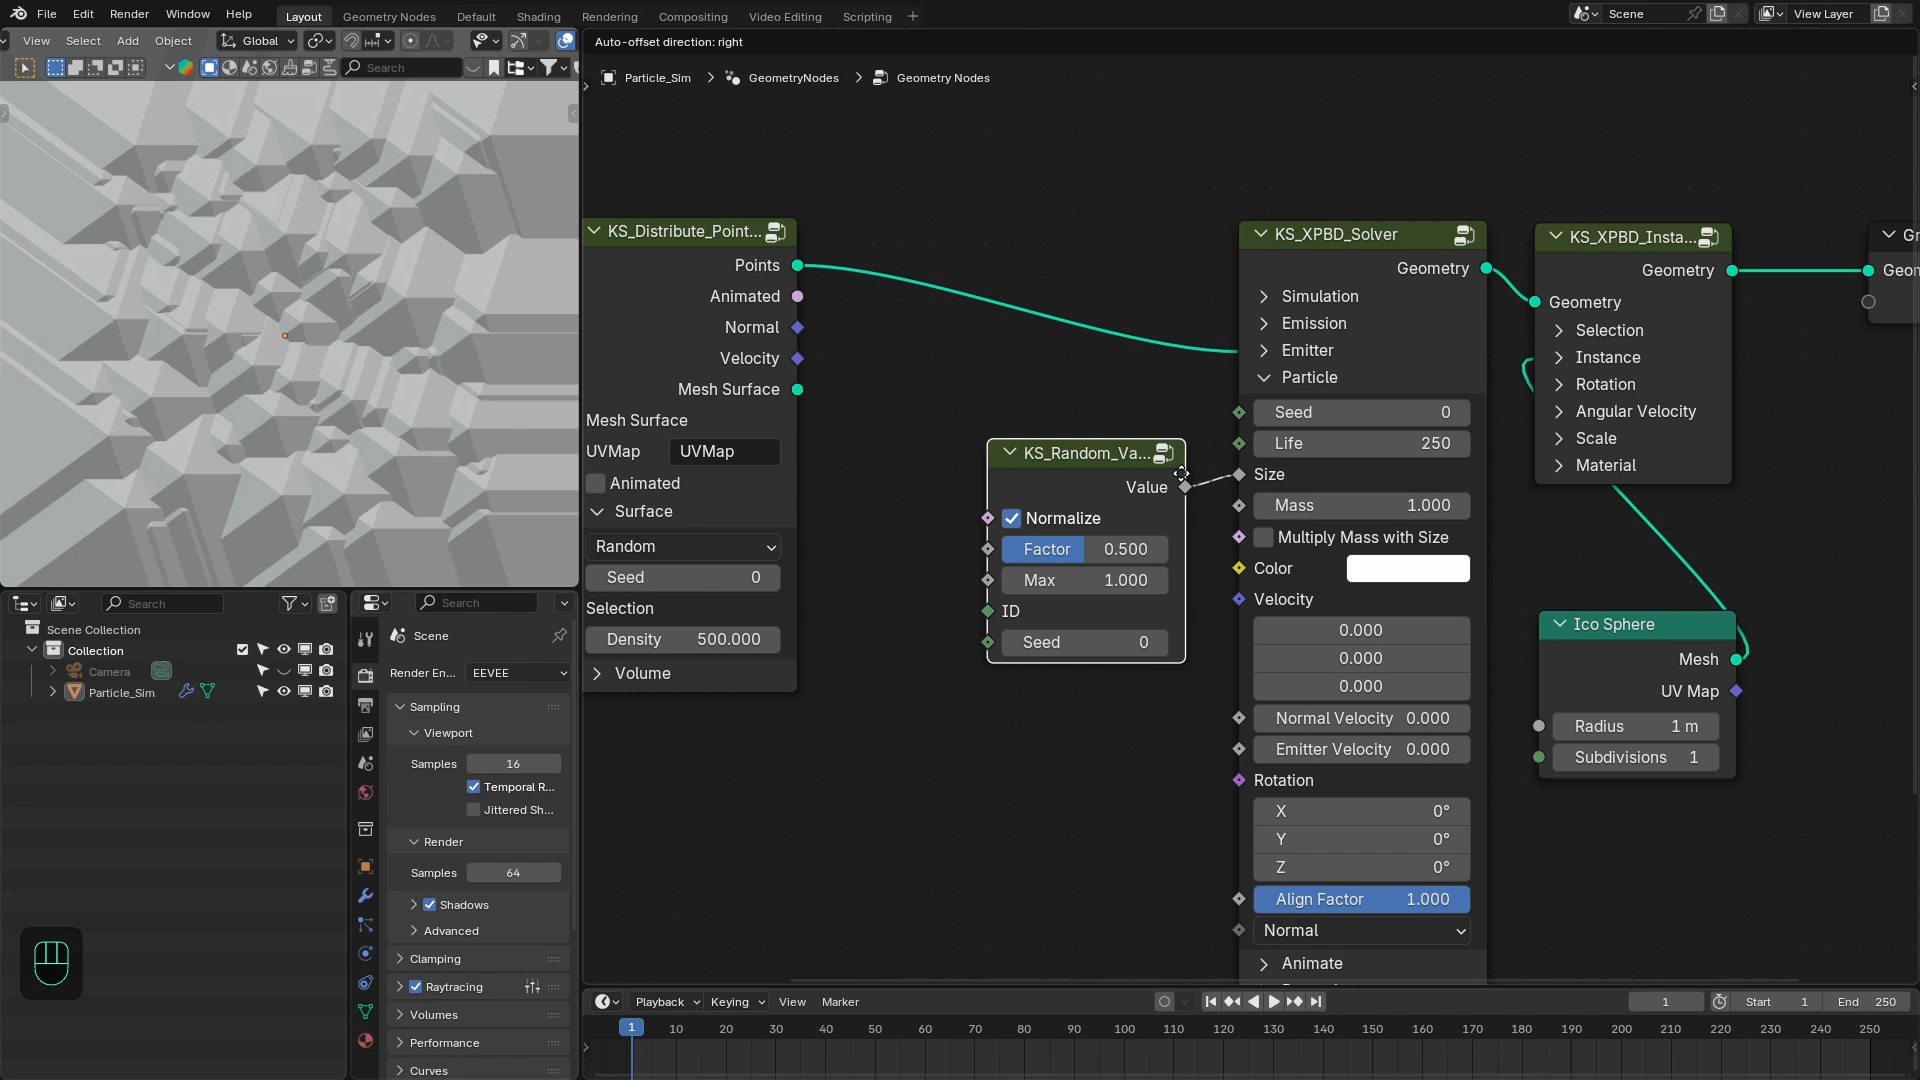 File Edit Render Window Help
Layout Geometry Nodes Default Shading Rendering Compositing Video Editing Scripting
Scene View Layer
View Select Add Object Global
Search
Auto-offset direction: right
Particle_Sim GeometryNodes Geometry Nodes
KS_Distribute_Point...
Points
Animated
Normal
Velocity
Mesh Surface
Mesh Surface
UVMap UVMap
Animated
Surface
Random
Seed 0
Selection
Density 500.000
Volume
KS_Random_Va...
Value
Normalize
Factor 0.500
Max 1.000
ID
Seed 0
KS_XPBD_Solver
Geometry
Simulation
Emission
Emitter
Particle
Seed 0
Life 250
Size
Mass 1.000
Multiply Mass with Size
Color
Velocity
0.000
0.000
0.000
Normal Velocity 0.000
Emitter Velocity 0.000
Rotation
X 0°
Y 0°
Z 0°
Align Factor 1.000
Normal
Animate
KS_XPBD_Insta...
Geometry
Geometry
Selection
Instance
Rotation
Angular Velocity
Scale
Material
Ico Sphere
Mesh
UV Map
Radius 1 m
Subdivisions 1
Gr
Geon
Search
Scene Collection
Collection
Camera
Particle_Sim
Search
Scene
Render En... EEVEE
Sampling
Viewport
Samples 16
Temporal R...
Jittered Sh...
Render
Samples 64
Shadows
Advanced
Clamping
Raytracing
Volumes
Performance
Curves
Playback Keying View Marker
1 Start 1 End 250
1 10 20 30 40 50 60 70 80 90 100 110 120 130 140 150 160 170 180 190 200 210 220 230 240 250